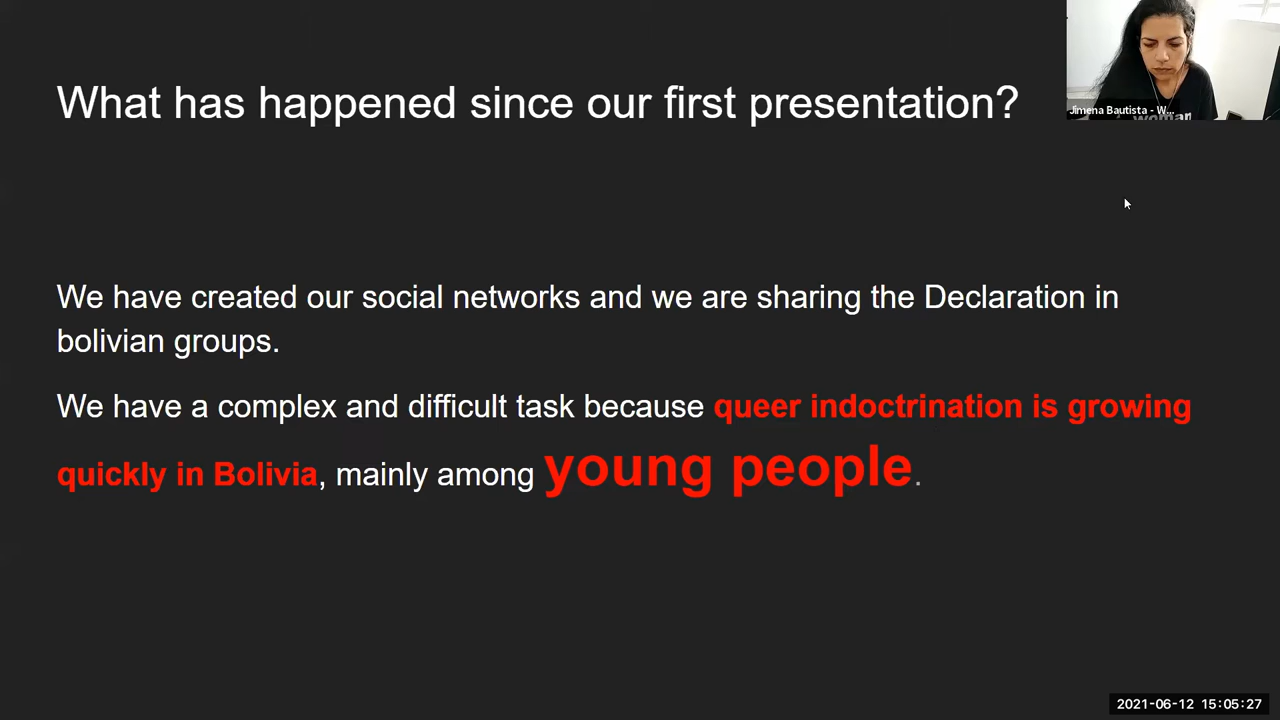 What has happened since our first presentation?
Jimena Bautista - W...
woman
We have created our social networks and we are sharing the Declaration in
bolivian groups.
We have a complex and difficult task because queer indoctrination is growing
quickly in Bolivia, mainly among young people.
2021-06-12 15:05:27